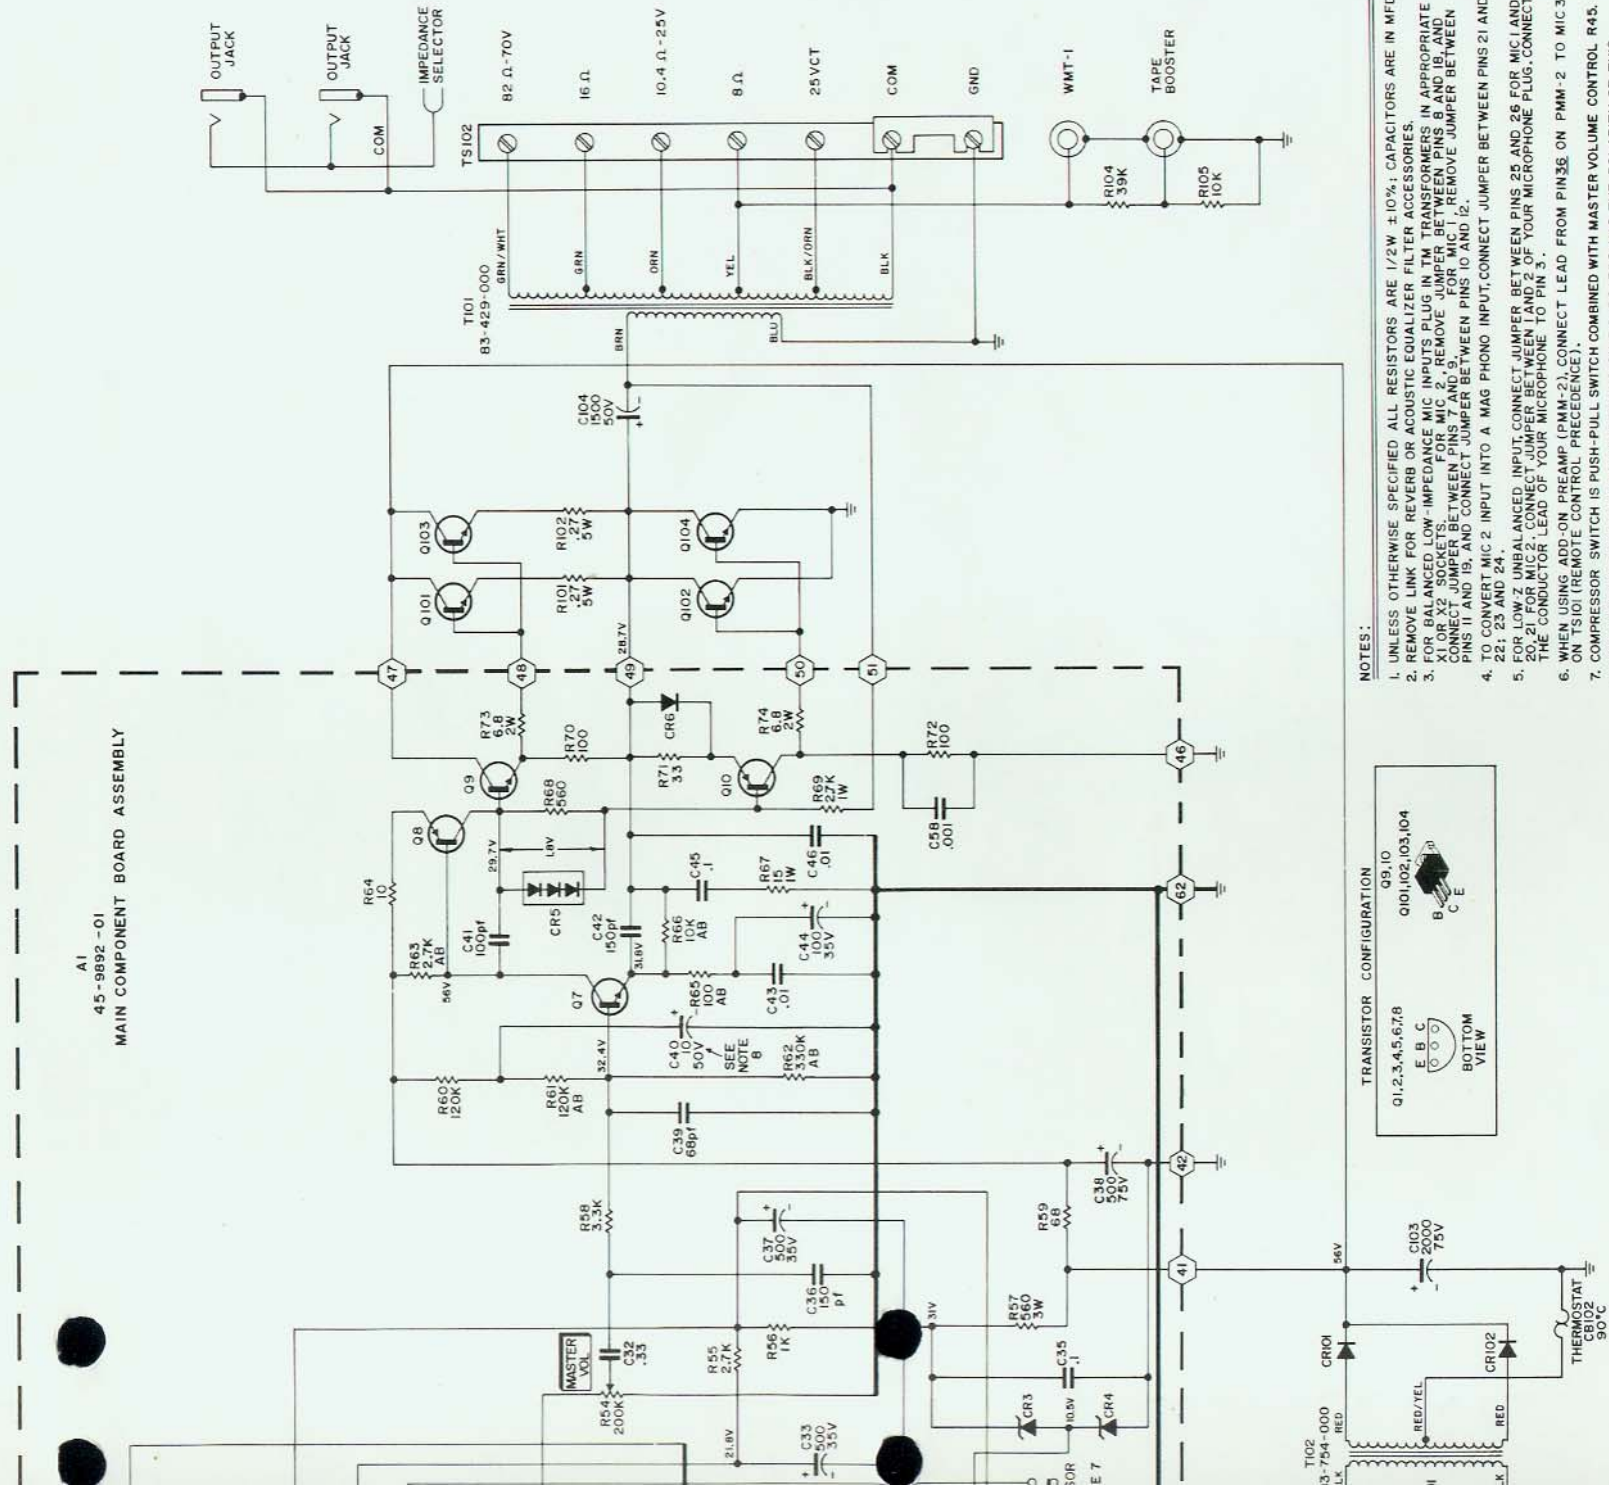 OUTPUT
JACK
OUTPUT
JACK
IMPEDANCE
SELECTOR
COM
TS102
82 Ω-70V
16 Ω
10.4 Ω-25V
8 Ω
25VCT
COM
GND
WMT-1
TAPE
BOOSTER
R104
39K
R105
10K
T101
83-429-000
GRN/WHT
GRN
ORN
YEL
BLK/ORN
BLK
BRN
BLU
C104
1500
50V
+
-
Q103
Q101
R102
.27
5W
R101
.27
5W
Q104
Q102
28.7V
47
48
49
50
51
A1
45-9892-01
MAIN COMPONENT BOARD ASSEMBLY
R73
6.8
2W
R70
100
CR6
R71
33
R74
6.8
2W
R72
100
Q9
Q10
R68
560
R69
2.7K
1W
C58
.001
46
Q8
R64
10
29.7V
1.8V
CR5
C41
100pf
C42
150pf
R63
2.7K
AB
56V
C45
.1
R67
15
1W
C46
.01
R66
10K
AB
C44
100
35V
+
-
62
31.8V
Q7
R65
100
AB
C43
.01
32.4V
C40
10
50V
+
-
SEE
NOTE
8
R62
330K
AB
R60
120K
R61
120K
AB
C39
68pf
R58
3.3K
C37
500
35V
+
-
R59
68
C38
500
75V
+
-
42
C36
150
pf
41
R57
560
3W
31V
56V
C103
2000
75V
+
-
MASTER
VOL
C32
.33
R55
2.7K
R56
1K
C35
.1
R54
200K
CR3
10.5V
CR4
21.8V
C33
500
35V
+
-
CR101
CR102
THERMOSTAT
CB102
90°C
T102
RED
RED/YEL
RED
E 7
TRANSISTOR CONFIGURATION
Q1,2,3,4,5,6,7,8
E B C
BOTTOM
VIEW
Q9,10
Q101,102,103,104
B
C
E
NOTES:
1. UNLESS OTHERWISE SPECIFIED ALL RESISTORS ARE 1/2W ±10%; CAPACITORS ARE IN MFD
2. REMOVE LINK FOR REVERB OR ACOUSTIC EQUALIZER FILTER ACCESSORIES.
3. FOR BALANCED LOW-IMPEDANCE MIC INPUTS PLUG IN TM TRANSFORMERS IN APPROPRIATE
X1 OR X2 SOCKETS. FOR MIC 2, REMOVE JUMPER BETWEEN PINS 8 AND 18, AND
CONNECT JUMPER BETWEEN PINS 7 AND 9. FOR MIC 1, REMOVE JUMPER BETWEEN
PINS 11 AND 19, AND CONNECT JUMPER BETWEEN PINS 10 AND 12.
4. TO CONVERT MIC 2 INPUT INTO A MAG PHONO INPUT, CONNECT JUMPER BETWEEN PINS 21 AND
22; 23 AND 24.
5. FOR LOW-Z UNBALANCED INPUT, CONNECT JUMPER BETWEEN PINS 25 AND 26 FOR MIC 1 AND
20, 21 FOR MIC 2. CONNECT JUMPER BETWEEN 1 AND 2 OF YOUR MICROPHONE PLUG. CONNECT
THE CONDUCTOR LEAD OF YOUR MICROPHONE TO PIN 3.
6. WHEN USING ADD-ON PREAMP (PMM-2), CONNECT LEAD FROM PIN 36 ON PMM-2 TO MIC 3
ON TS101 (REMOTE CONTROL PRECEDENCE).
7. COMPRESSOR SWITCH IS PUSH-PULL SWITCH COMBINED WITH MASTER VOLUME CONTROL R45.